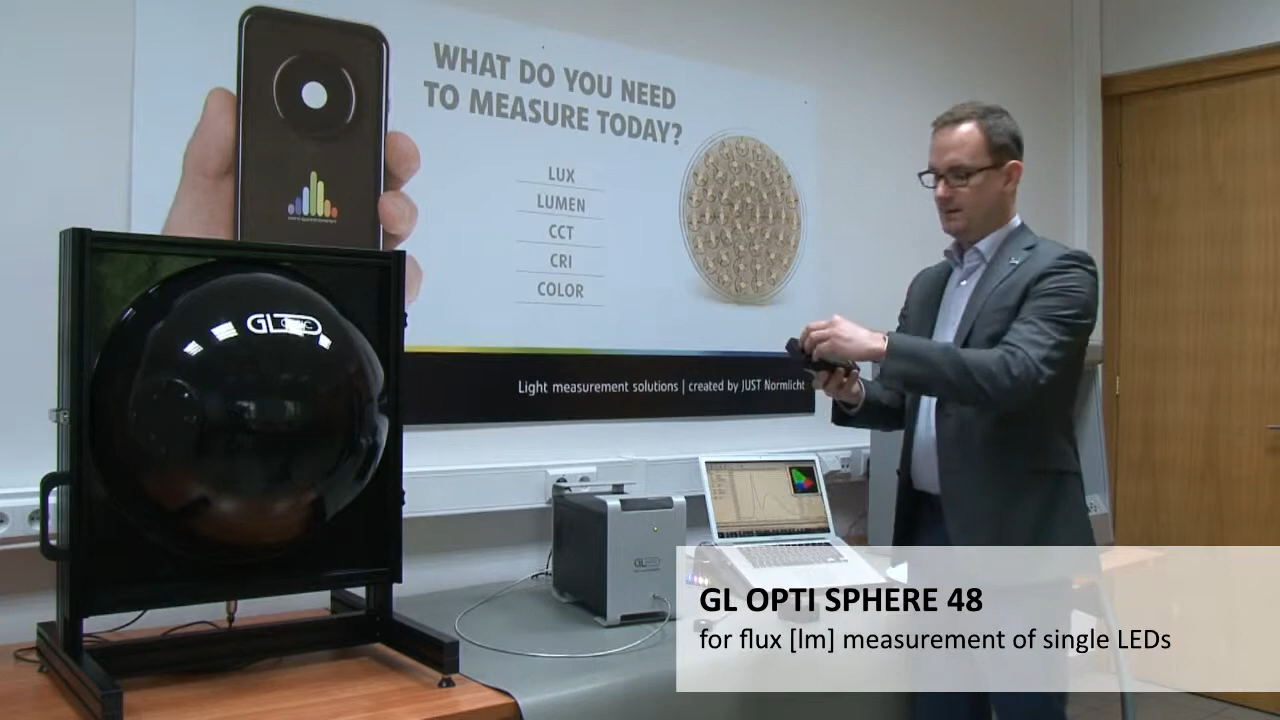 WHAT DO YOU NEED
TO MEASURE TODAY?
LUX
LUMEN
CCT
CRI
COLOR
Light measurement solutions | created by JUST Normlicht
GL
GL
GL OPTI SPHERE 48
for flux [lm] measurement of single LEDs